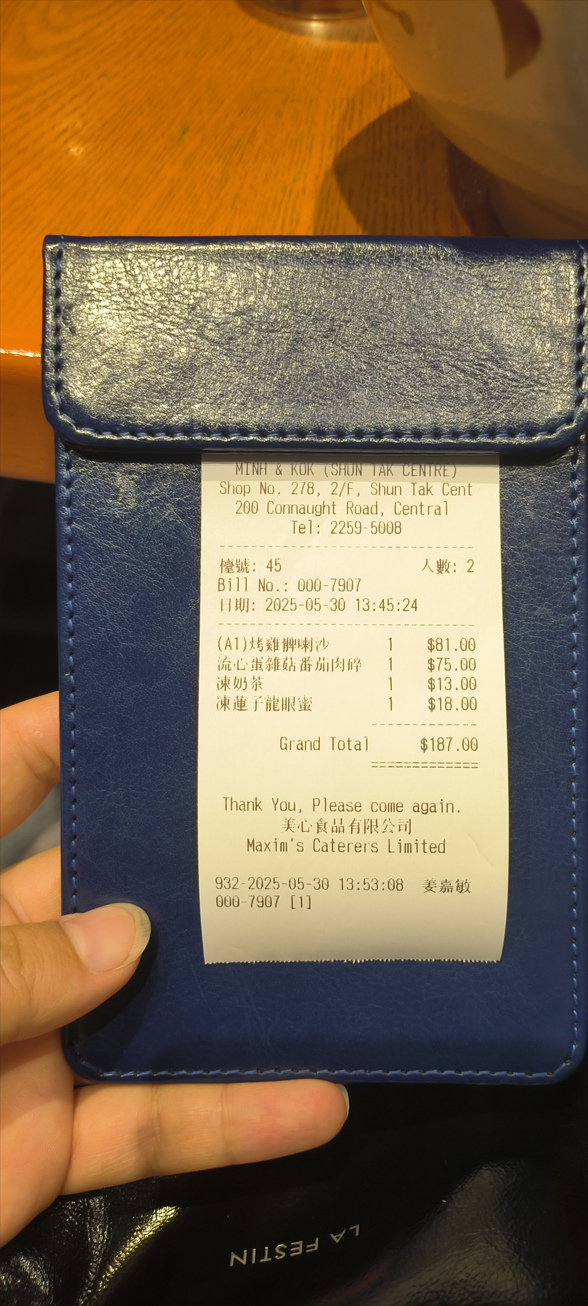 MINH & KOK (SHUN TAK CENTRE)
Shop No. 278, 2/F, Shun Tak Cent
200 Connaught Road, Central
Tel: 2259-5008
檯號: 45 人數: 2
Bill No.: 000-7907
日期: 2025-05-30 13:45:24
(A1)烤雞髀喇沙 1 $81.00
流心蛋雜菇番茄肉碎 1 $75.00
凍奶茶 1 $13.00
凍蓮子龍眼蜜 1 $18.00
Grand Total $187.00
Thank You, Please come again.
美心食品有限公司
Maxim's Caterers Limited
932-2025-05-30 13:53:08 姜嘉敏
000-7907 [1]
LA FESTIN